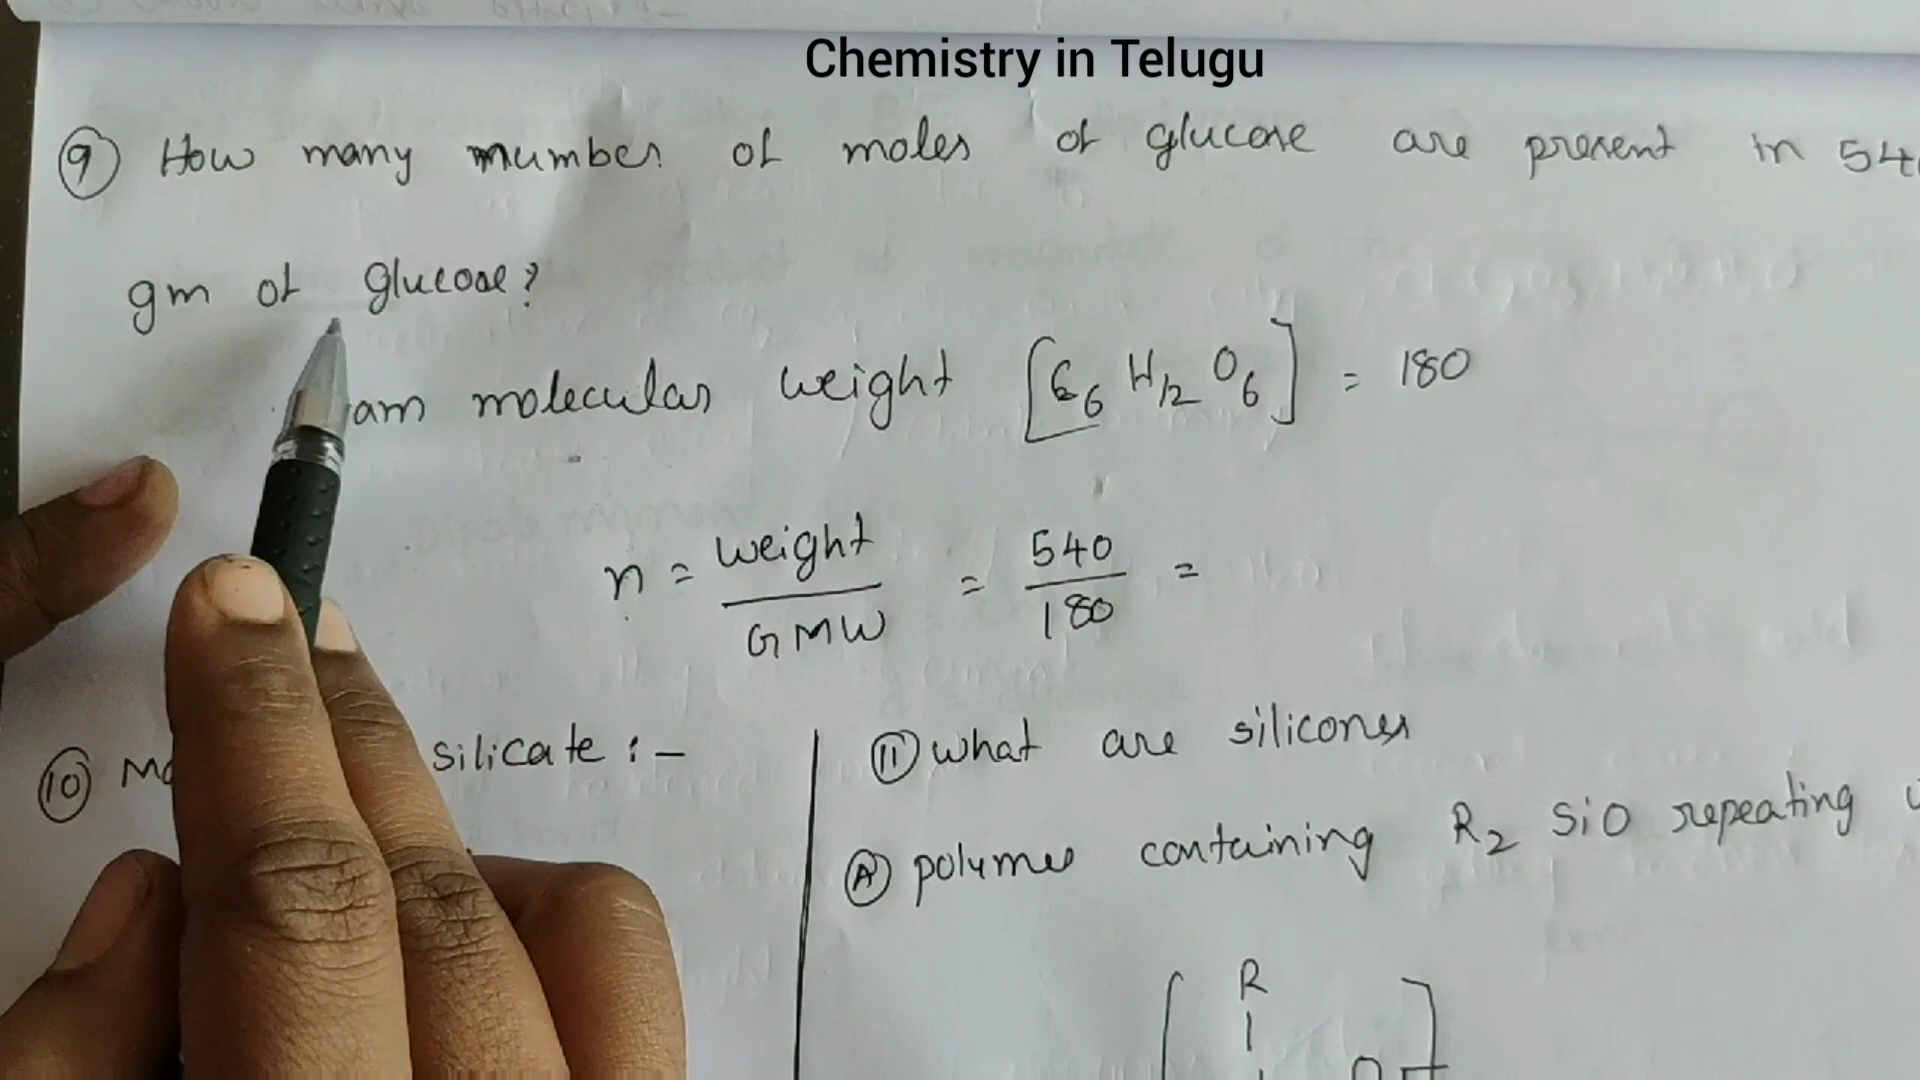 Chemistry in Telugu
9 How many number of moles of glucose are present in 54
gm of glucose?
am molecular weight [C6 H12 O6] = 180
n = weight / GMW = 540 / 180 =
10 silicate :-
11 what are silicones
A polymer containing R2 SiO repeating
R
O